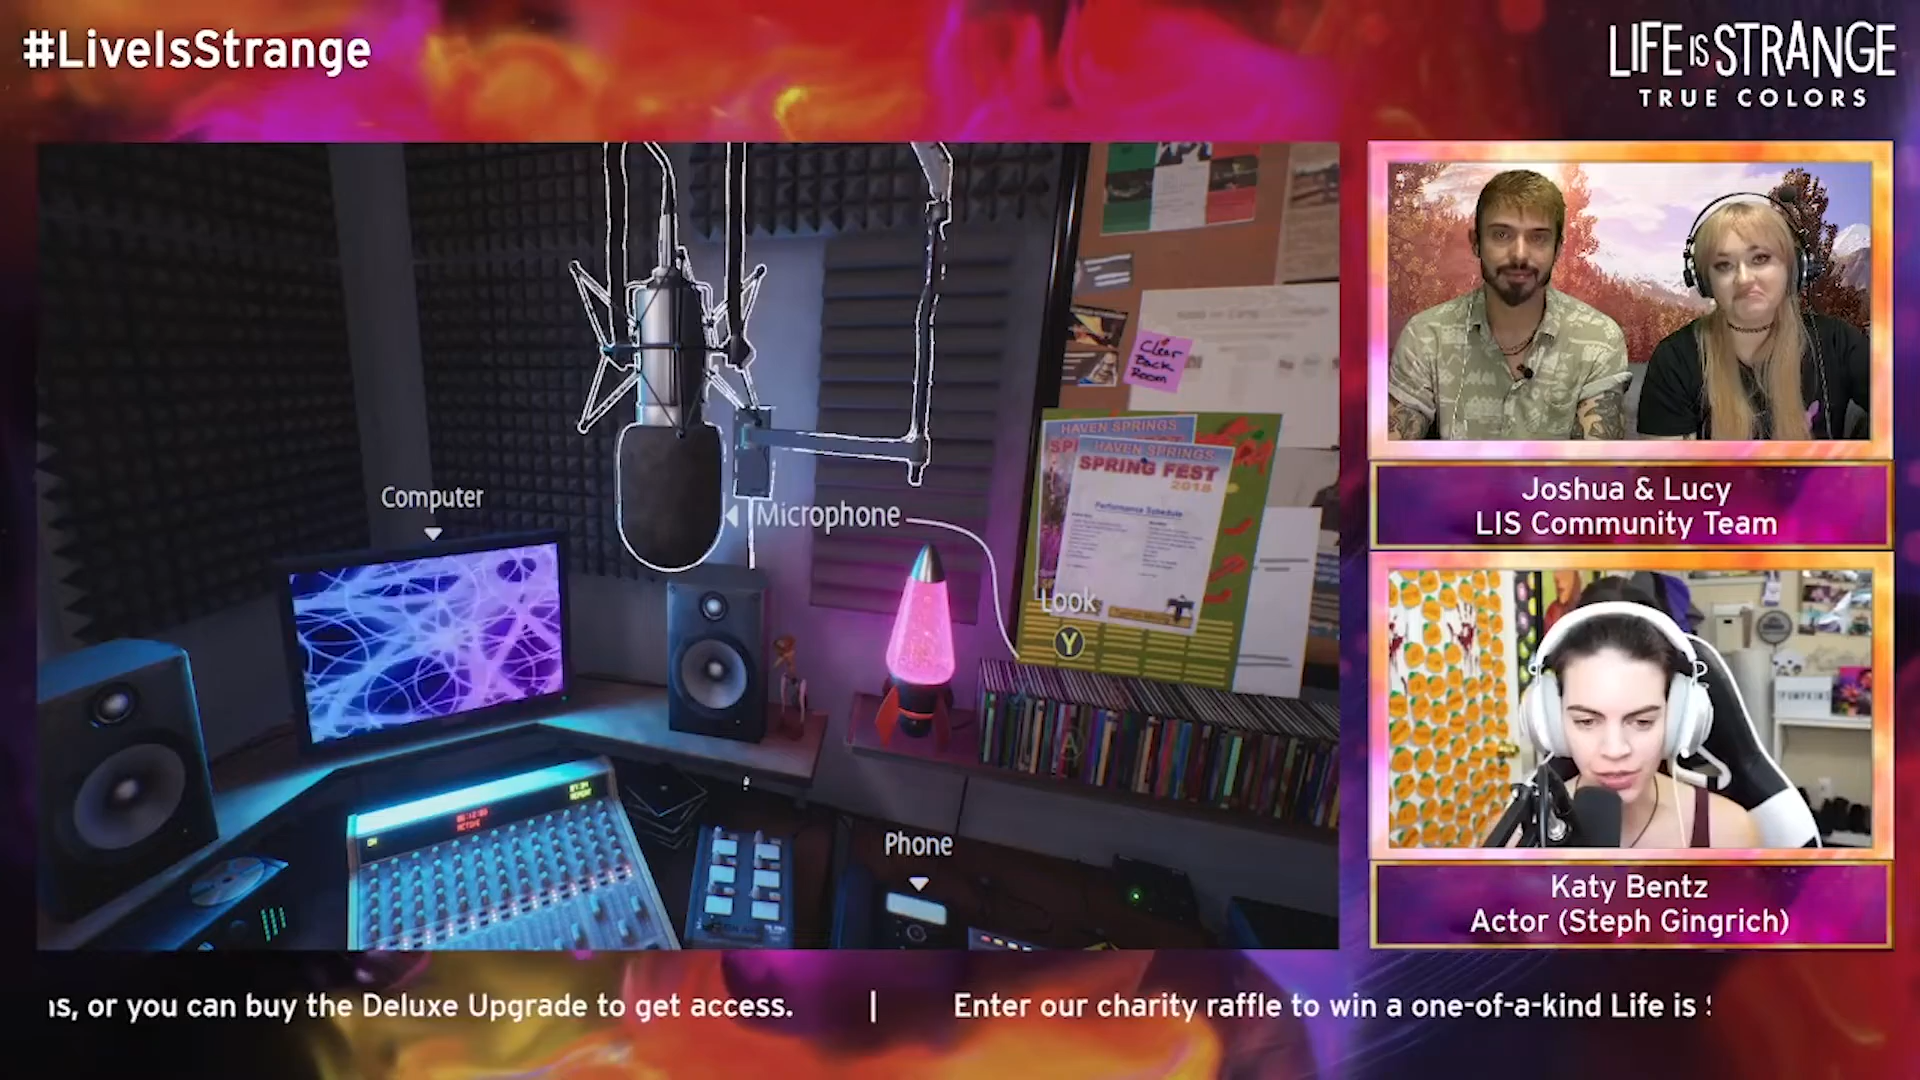 #LiveIsStrange
LIFE IS STRANGE
TRUE COLORS
Clear
Back
Room
HAVEN SPRINGS
HAVEN SPRINGS
SPRING FEST
2018
Performance Schedule
Computer
Microphone
Look
Y
A
Phone
Joshua & Lucy
LIS Community Team
Katy Bentz
Actor (Steph Gingrich)
or you can buy the Deluxe Upgrade to get access. | Enter our charity raffle to win a one-of-a-kind Life is